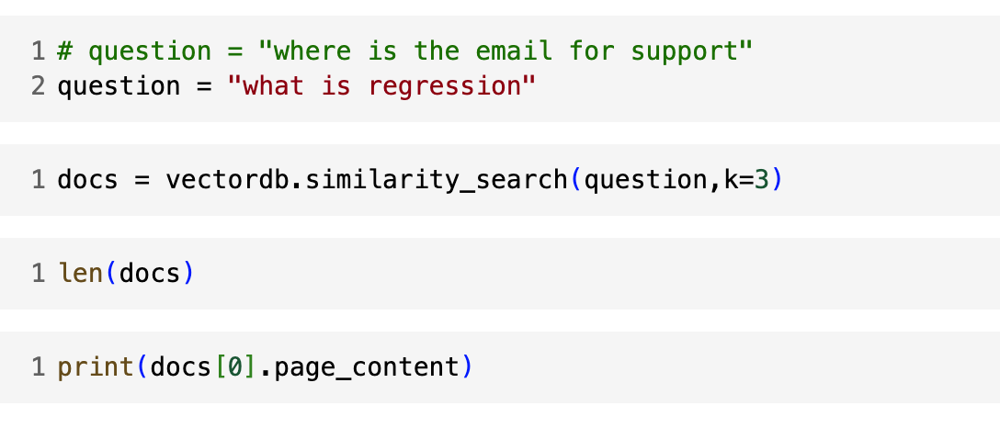 1 # question = "where is the email for support"
2 question = "what is regression"
1 docs = vectordb.similarity_search(question,k=3)
1 len(docs)
1 print(docs[0].page_content)